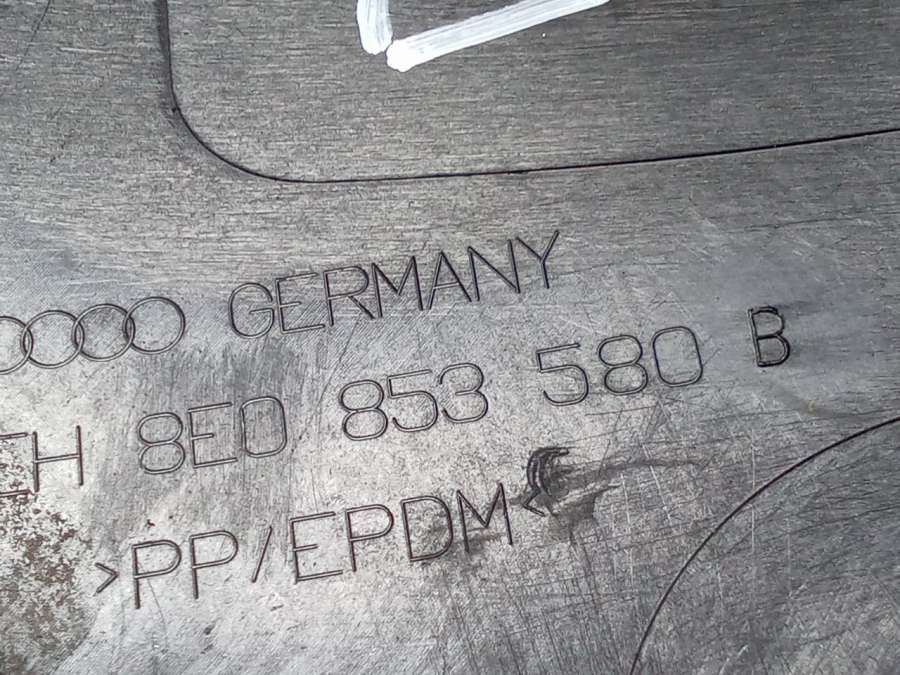 GERMANY
8E0 853 580 B
>PP/EPDM<